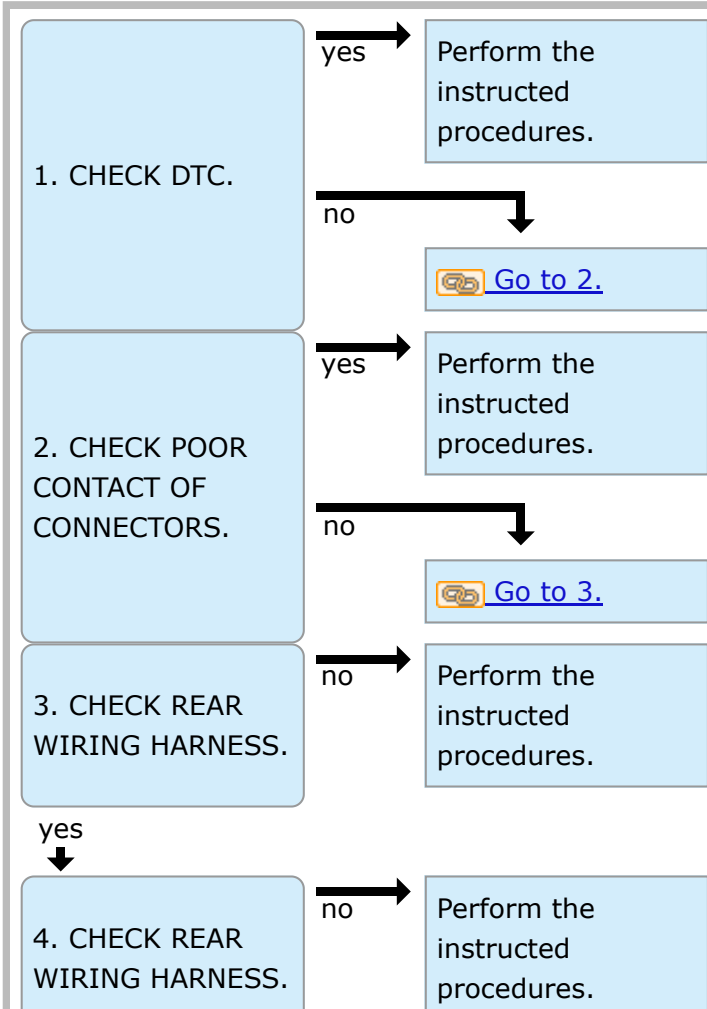 yes
Perform the
instructed
procedures.
1. CHECK DTC.
no
Go to 2.
yes
Perform the
instructed
procedures.
2. CHECK POOR
CONTACT OF
CONNECTORS.
no
Go to 3.
no
Perform the
instructed
procedures.
3. CHECK REAR
WIRING HARNESS.
yes
no
Perform the
instructed
procedures.
4. CHECK REAR
WIRING HARNESS.